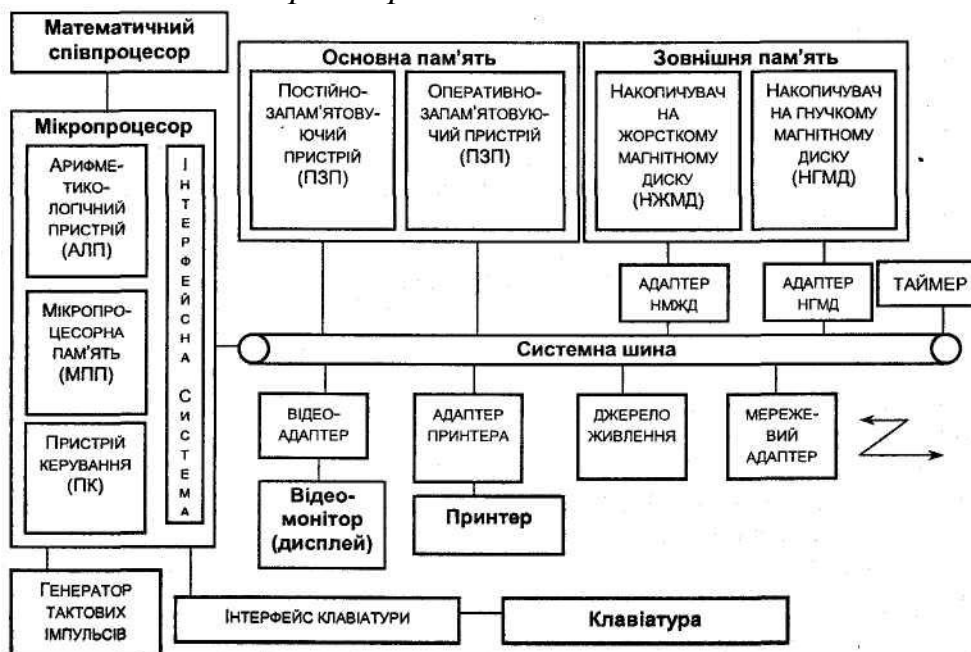 Математичний
співпроцесор
Мікропроцесор
АРИФМЕ-
ТИКО-
ЛОГІЧНИЙ
ПРИСТРІЙ
(АЛП)
МІКРОПРО-
ЦЕСОРНА
ПАМ'ЯТЬ
(МПП)
ПРИСТРІЙ
КЕРУВАННЯ
(ПК)
ІНТЕРФЕЙСНА СИСТЕМА
Основна пам'ять
ПОСТІЙНО-
ЗАПАМ'ЯТОВУ-
ЮЧИЙ
ПРИСТРІЙ
(ПЗП)
ОПЕРАТИВНО-
ЗАПАМ'ЯТОВУЮ-
ЧИЙ ПРИСТРІЙ
(ПЗП)
Зовнішня пам'ять
НАКОПИЧУВАЧ
НА
ЖОРСТКОМУ
МАГНІТНОМУ
ДИСКУ
(НЖМД)
НАКОПИЧУВАЧ
НА ГНУЧКОМУ
МАГНІТНОМУ
ДИСКУ
(НГМД)
АДАПТЕР
НМЖД
АДАПТЕР
НГМД
ТАЙМЕР
Системна шина
ВІДЕО-
АДАПТЕР
АДАПТЕР
ПРИНТЕРА
ДЖЕРЕЛО
ЖИВЛЕННЯ
МЕРЕЖЕ-
ВИЙ
АДАПТЕР
Відео-
монітор
(дисплей)
Принтер
ГЕНЕРАТОР
ТАКТОВИХ
ІМПУЛЬСІВ
ІНТЕРФЕЙС КЛАВІАТУРИ
Клавіатура